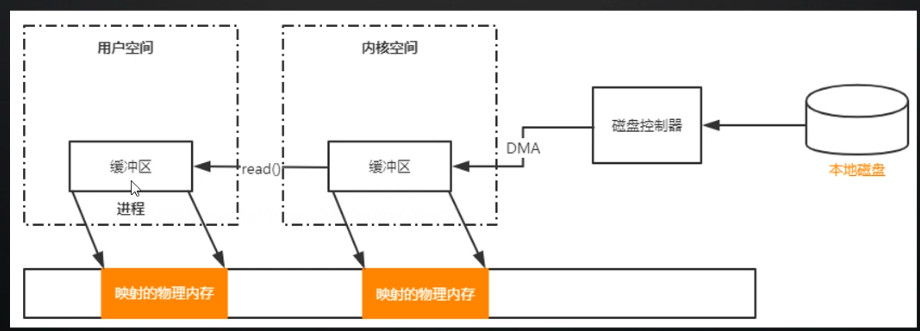 用户空间
内核空间
缓冲区
进程
read()
缓冲区
DMA
磁盘控制器
本地磁盘
映射的物理内存
映射的物理内存